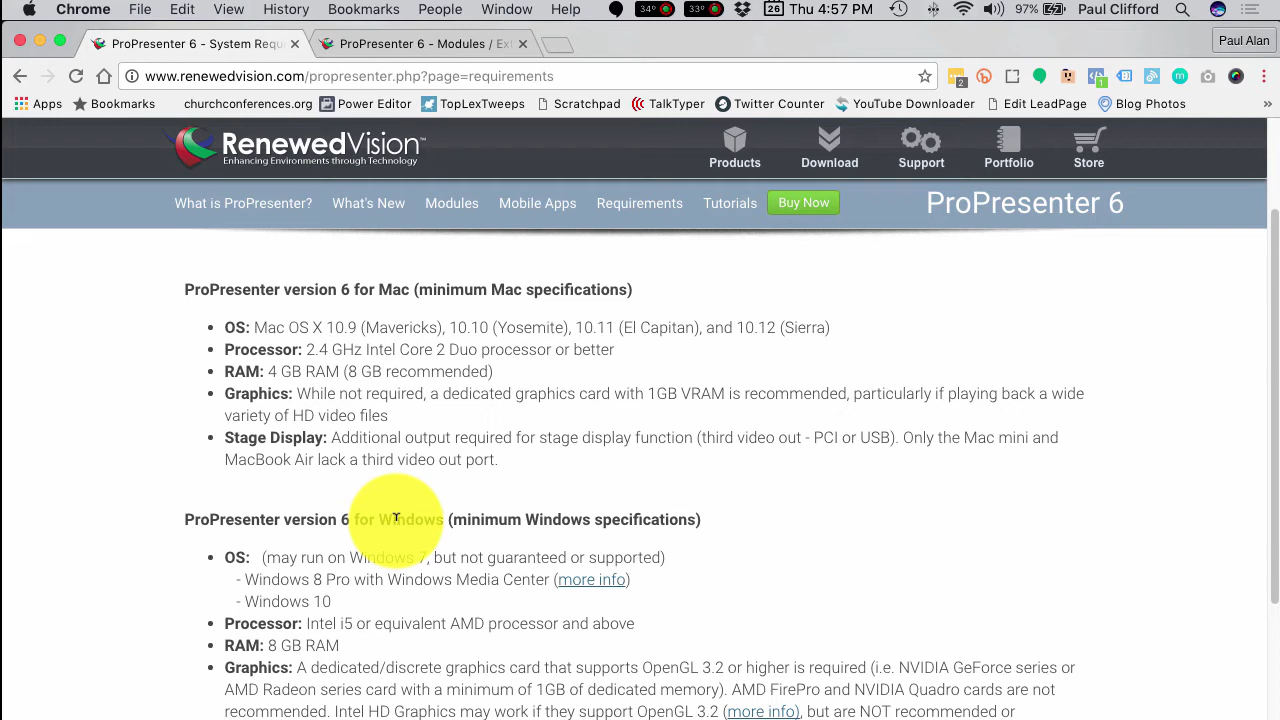 Chrome File Edit View History Bookmarks People Window Help 34° 33° 26 Thu 4:57 PM 97% Paul Clifford
ProPresenter 6 - System Requ × ProPresenter 6 - Modules / Ext × Paul Alan
www.renewedvision.com/propresenter.php?page=requirements 2 1 m
Apps Bookmarks churchconferences.org Power Editor TepLexTweeps Scratchpad TalkTyper Twitter Counter YouTube Downloader Edit LeadPage Blog Photos »
RenewedVision™
Enhancing Environments through Technology
Products Download Support Portfolio Store
What is ProPresenter? What's New Modules Mobile Apps Requirements Tutorials Buy Now ProPresenter 6
ProPresenter version 6 for Mac (minimum Mac specifications)
• OS: Mac OS X 10.9 (Mavericks), 10.10 (Yosemite), 10.11 (El Capitan), and 10.12 (Sierra)
• Processor: 2.4 GHz Intel Core 2 Duo processor or better
• RAM: 4 GB RAM (8 GB recommended)
• Graphics: While not required, a dedicated graphics card with 1GB VRAM is recommended, particularly if playing back a wide
variety of HD video files
• Stage Display: Additional output required for stage display function (third video out - PCI or USB). Only the Mac mini and
MacBook Air lack a third video out port.
ProPresenter version 6 for Windows (minimum Windows specifications)
• OS: (may run on Windows 7, but not guaranteed or supported)
- Windows 8 Pro with Windows Media Center (more info)
- Windows 10
• Processor: Intel i5 or equivalent AMD processor and above
• RAM: 8 GB RAM
• Graphics: A dedicated/discrete graphics card that supports OpenGL 3.2 or higher is required (i.e. NVIDIA GeForce series or
AMD Radeon series card with a minimum of 1GB of dedicated memory). AMD FirePro and NVIDIA Quadro cards are not
recommended. Intel HD Graphics may work if they support OpenGL 3.2 (more info), but are NOT recommended or